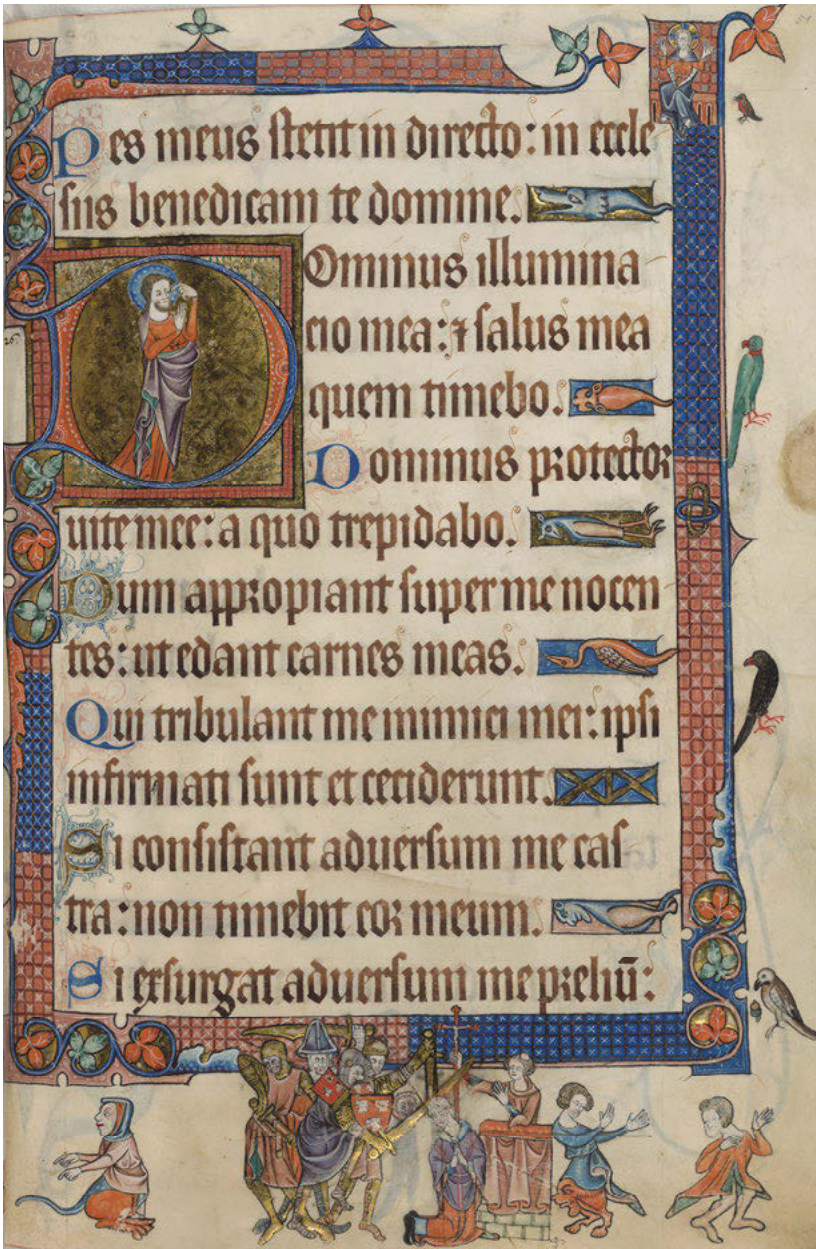 Pes meus stetit in directo: in eccle
siis benedicam te domine.
Dominus illumina
cio mea: ⁊ salus mea
quem timebo.
Dominus protector
uite mee: a quo trepidabo.
Dum appropiant super me nocen
tes: ut edant carnes meas.
Qui tribulant me inimici mei: ipsi
infirmati sunt et ceciderunt.
Si consistant aduersum me cas
tra: non timebit cor meum.
Si exsurgat aduersum me preliū: